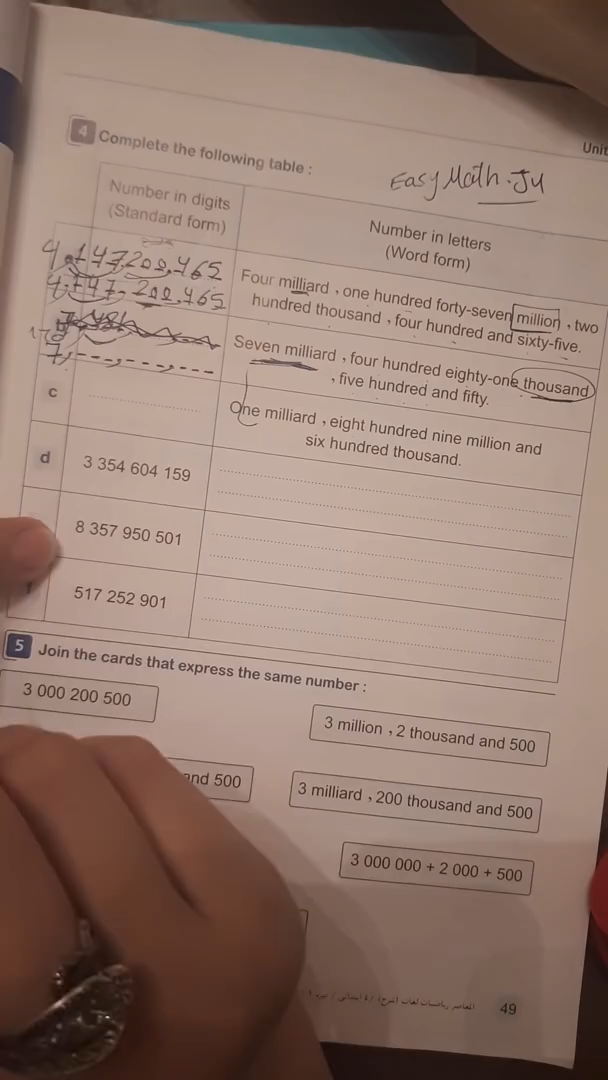 Unit
4 Complete the following table :
Easy Math. Ju
Number in digits
(Standard form)
Number in letters
(Word form)
4,147,200,465
4,147,200,465
Four milliard , one hundred forty-seven million , two
hundred thousand , four hundred and sixty-five.
7,
Seven milliard , four hundred eighty-one thousand
, five hundred and fifty.
c
One milliard , eight hundred nine million and
six hundred thousand.
d 3 354 604 159
8 357 950 501
517 252 901
5 Join the cards that express the same number :
3 000 200 500
3 million , 2 thousand and 500
and 500
3 milliard , 200 thousand and 500
3 000 000 + 2 000 + 500
49